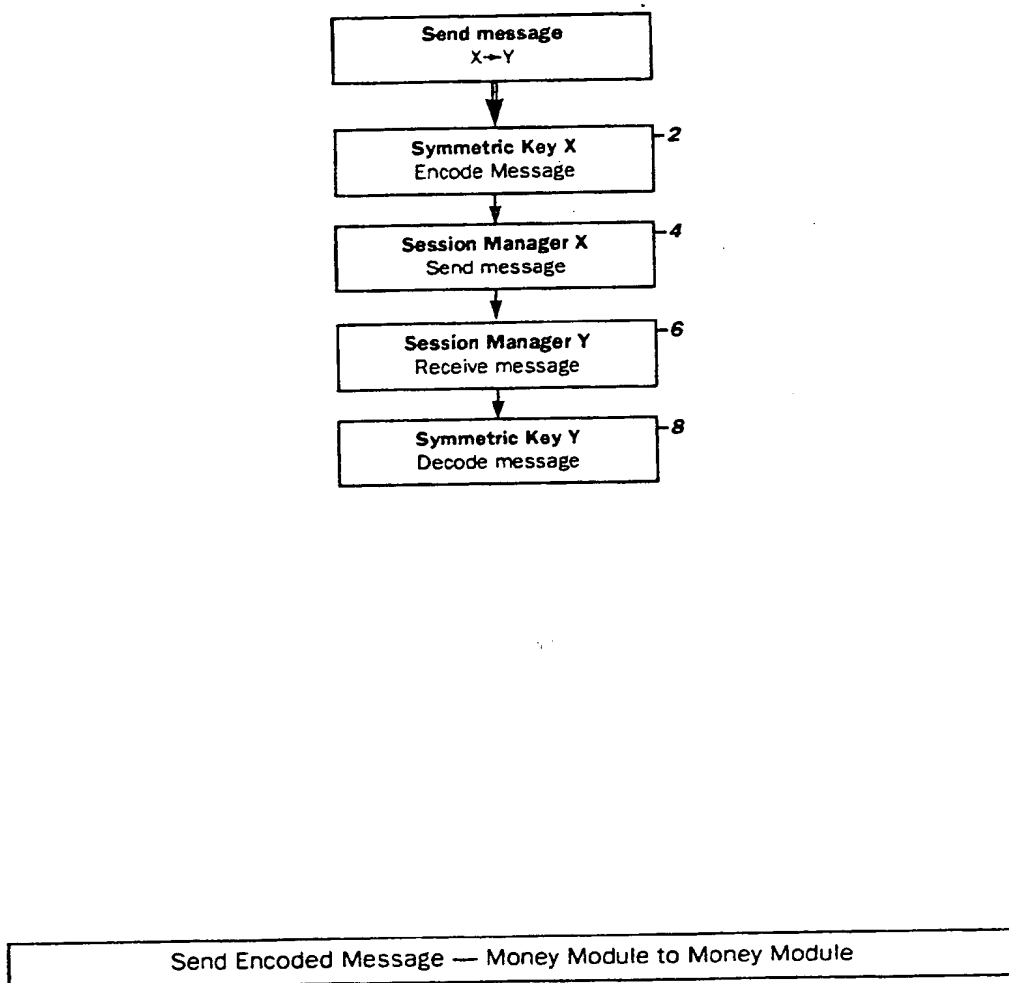 Send message
X→Y
Symmetric Key X
Encode Message
2
Session Manager X
Send message
4
Session Manager Y
Receive message
6
Symmetric Key Y
Decode message
8
Send Encoded Message — Money Module to Money Module